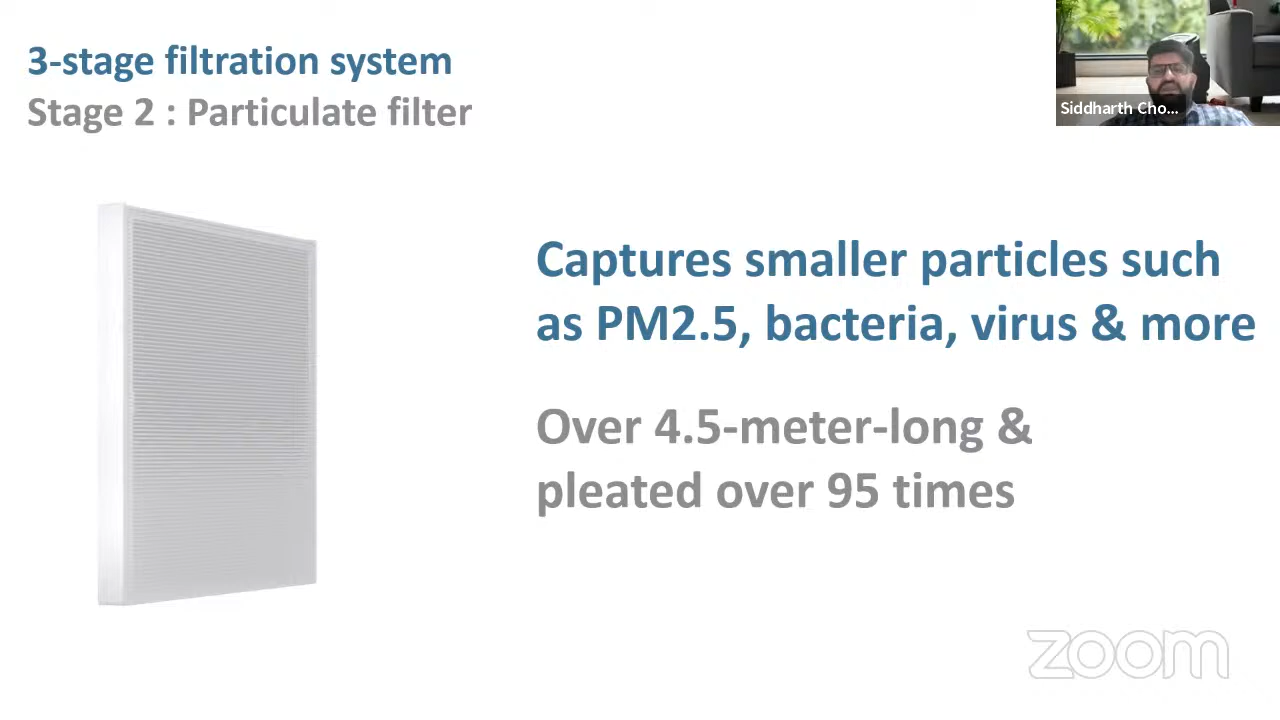 3-stage filtration system
Stage 2 : Particulate filter
Siddharth Cho...
Captures smaller particles such
as PM2.5, bacteria, virus & more
Over 4.5-meter-long &
pleated over 95 times
zoom